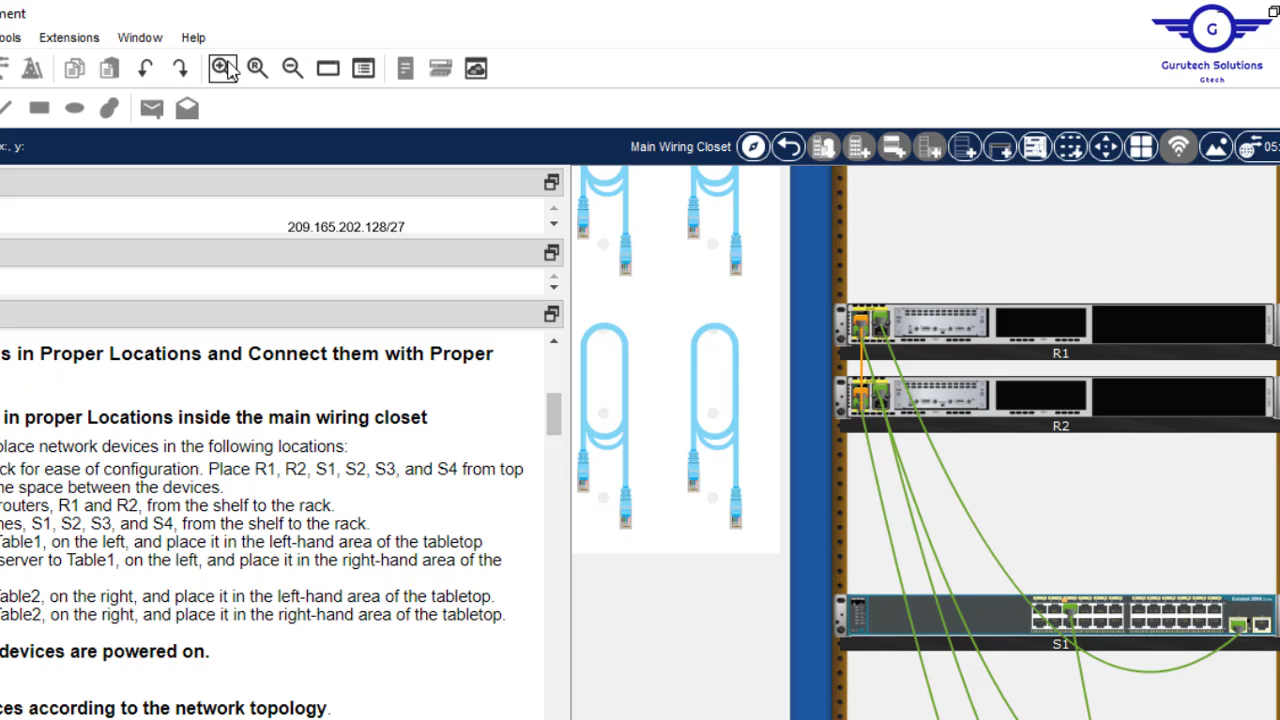 ment
G
ools
Extensions
Window
Help
Gurutech Solutions
Gtech
x:, y:
Main Wiring Closet
05:
209.165.202.128/27
s in Proper Locations and Connect them with Proper
in proper Locations inside the main wiring closet
place network devices in the following locations:
ck for ease of configuration. Place R1, R2, S1, S2, S3, and S4 from top
ne space between the devices.
routers, R1 and R2, from the shelf to the rack.
hes, S1, S2, S3, and S4, from the shelf to the rack.
Table1, on the left, and place it in the left-hand area of the tabletop
server to Table1, on the left, and place it in the right-hand area of the
Table2, on the right, and place it in the left-hand area of the tabletop.
Table2, on the right, and place it in the right-hand area of the tabletop.
devices are powered on.
ces according to the network topology.
R1
R2
S1